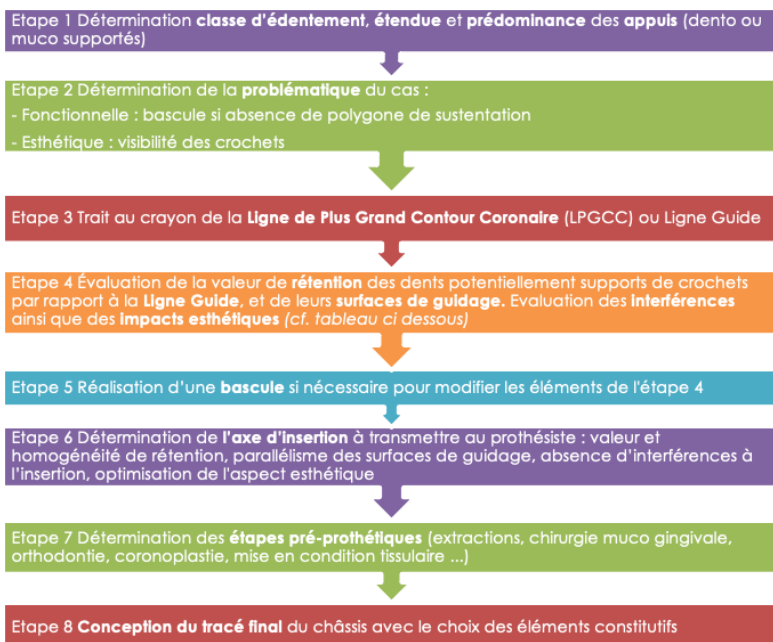 Etape 1 Détermination classe d'édentement, étendue et prédominance des appuis (dento ou
muco supportés)
Etape 2 Détermination de la problématique du cas :
- Fonctionnelle : bascule si absence de polygone de sustentation
- Esthétique : visibilité des crochets
Etape 3 Trait au crayon de la Ligne de Plus Grand Contour Coronaire (LPGCC) ou Ligne Guide
Etape 4 Évaluation de la valeur de rétention des dents potentiellement supports de crochets
par rapport à la Ligne Guide, et de leurs surfaces de guidage. Evaluation des interférences
ainsi que des impacts esthétiques (cf. tableau ci dessous)
Etape 5 Réalisation d'une bascule si nécessaire pour modifier les éléments de l'étape 4
Etape 6 Détermination de l'axe d'insertion à transmettre au prothésiste : valeur et
homogénéité de rétention, parallélisme des surfaces de guidage, absence d'interférences à
l'insertion, optimisation de l'aspect esthétique
Etape 7 Détermination des étapes pré-prothétiques (extractions, chirurgie muco gingivale,
orthodontie, coronoplastie, mise en condition tissulaire ...)
Etape 8 Conception du tracé final du châssis avec le choix des éléments constitutifs